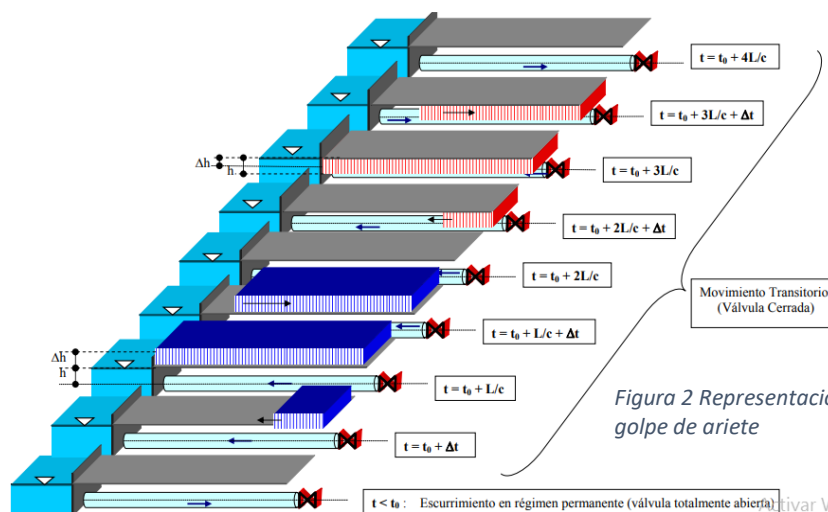 t = t₀ + 4L/c
t = t₀ + 3L/c + Δt
Δh
h
t = t₀ + 3L/c
t = t₀ + 2L/c + Δt
t = t₀ + 2L/c
Movimiento Transitorio
(Válvula Cerrada)
t = t₀ + L/c + Δt
Δh
h
t = t₀ + L/c
Figura 2 Representació
golpe de ariete
t = t₀ + Δt
t < t₀ : Escurrimiento en régimen permanente (válvula totalmente abierta)
Activar V